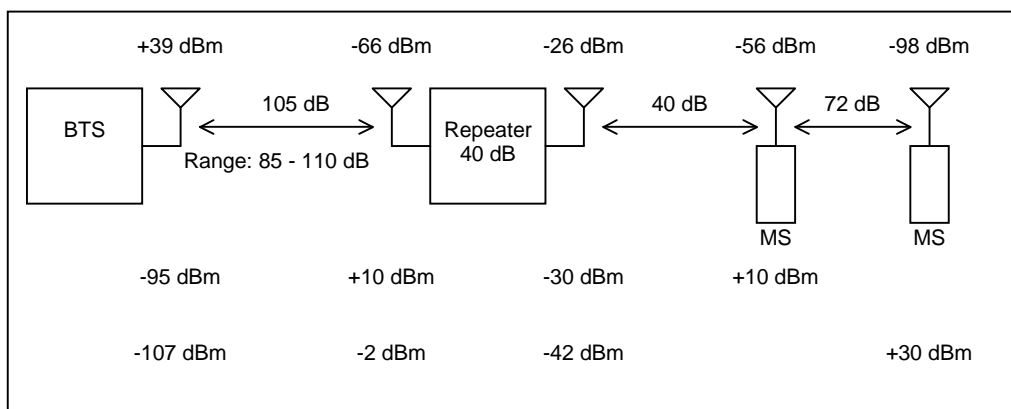 +39 dBm -66 dBm -26 dBm -56 dBm -98 dBm
105 dB 40 dB 72 dB
BTS Repeater
40 dB
Range: 85 - 110 dB
MS MS
-95 dBm +10 dBm -30 dBm +10 dBm
-107 dBm -2 dBm -42 dBm +30 dBm